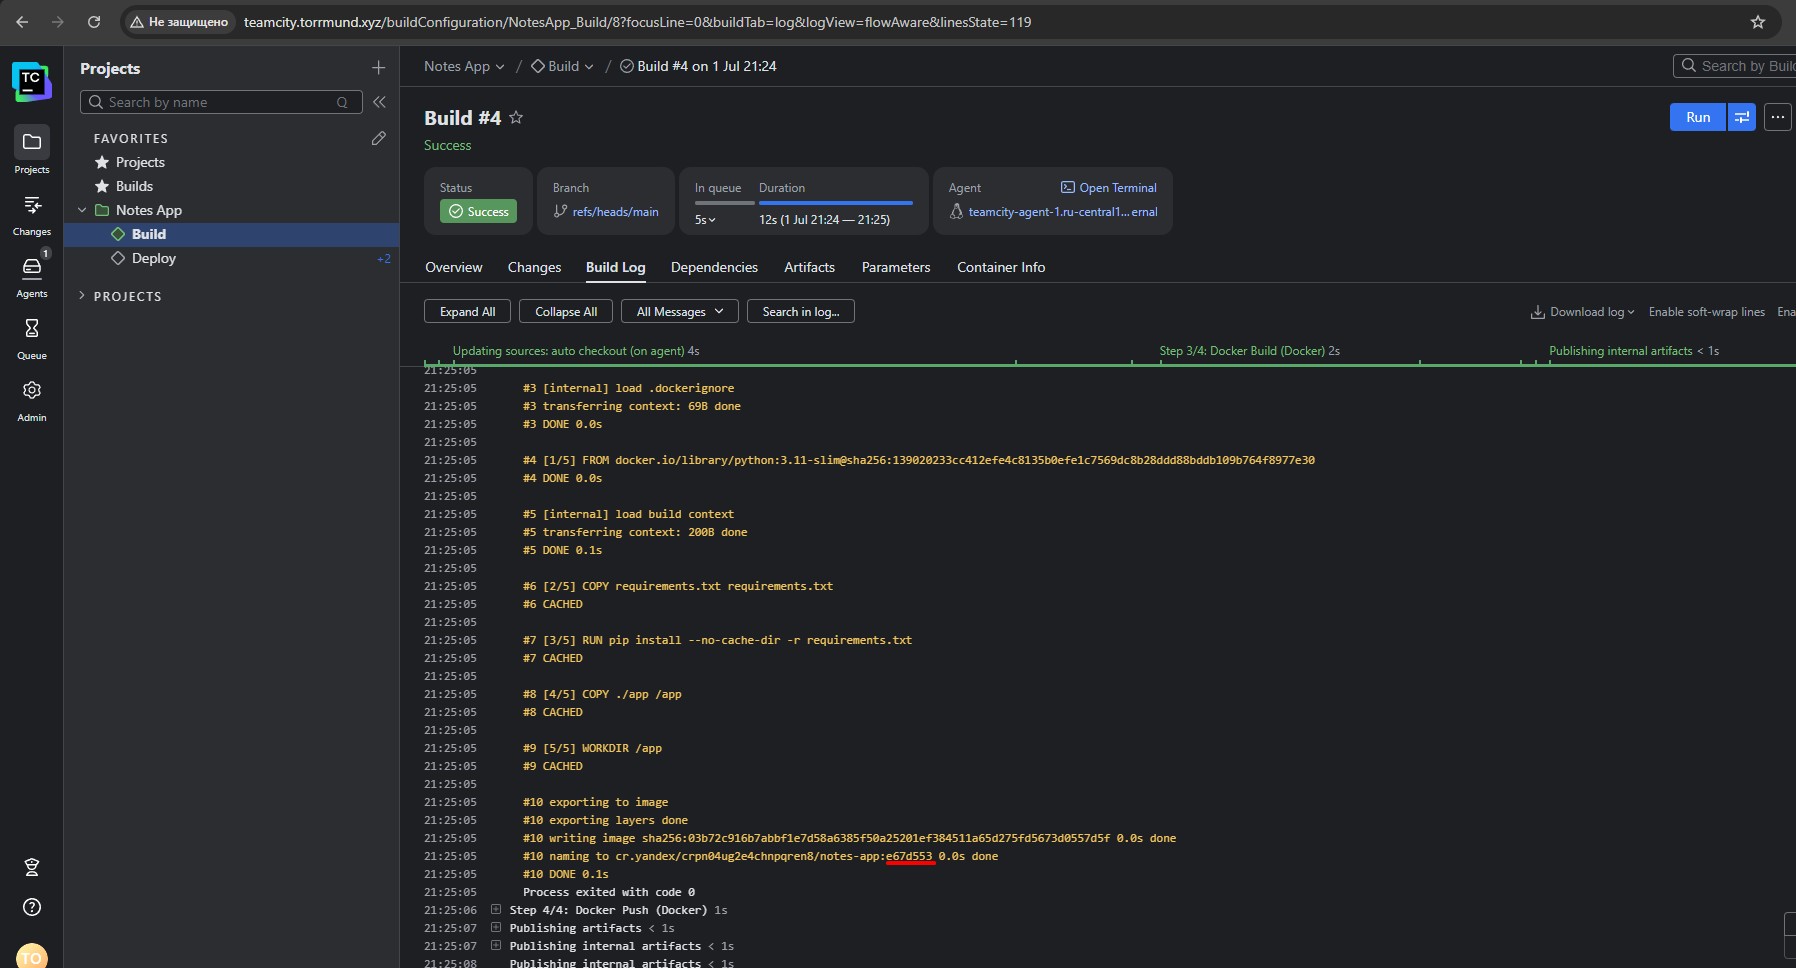 Не защищено
teamcity.torrmund.xyz/buildConfiguration/NotesApp_Build/8?focusLine=0&buildTab=log&logView=flowAware&linesState=119
TC
Projects
Changes
1
Agents
Queue
Admin
TO
Projects
Search by name
Q
FAVORITES
Projects
Builds
Notes App
Build
Deploy
+2
PROJECTS
Notes App / Build / Build #4 on 1 Jul 21:24
Search by Buil
Build #4
Run
Success
Status
Success
Branch
refs/heads/main
In queue Duration
5s 12s (1 Jul 21:24 — 21:25)
Agent Open Terminal
teamcity-agent-1.ru-central1...ernal
Overview Changes Build Log Dependencies Artifacts Parameters Container Info
Expand All Collapse All All Messages Search in log...
Download log Enable soft-wrap lines Ena
Updating sources: auto checkout (on agent) 4s Step 3/4: Docker Build (Docker) 2s Publishing internal artifacts < 1s
21:25:05
21:25:05 #3 [internal] load .dockerignore
21:25:05 #3 transferring context: 69B done
21:25:05 #3 DONE 0.0s
21:25:05
21:25:05 #4 [1/5] FROM docker.io/library/python:3.11-slim@sha256:139020233cc412efe4c8135b0efe1c7569dc8b28ddd88bddb109b764f8977e30
21:25:05 #4 DONE 0.0s
21:25:05
21:25:05 #5 [internal] load build context
21:25:05 #5 transferring context: 200B done
21:25:05 #5 DONE 0.1s
21:25:05
21:25:05 #6 [2/5] COPY requirements.txt requirements.txt
21:25:05 #6 CACHED
21:25:05
21:25:05 #7 [3/5] RUN pip install --no-cache-dir -r requirements.txt
21:25:05 #7 CACHED
21:25:05
21:25:05 #8 [4/5] COPY ./app /app
21:25:05 #8 CACHED
21:25:05
21:25:05 #9 [5/5] WORKDIR /app
21:25:05 #9 CACHED
21:25:05
21:25:05 #10 exporting to image
21:25:05 #10 exporting layers done
21:25:05 #10 writing image sha256:03b72c916b7abbf1e7d58a6385f50a25201ef384511a65d275fd5673d0557d5f 0.0s done
21:25:05 #10 naming to cr.yandex/crpn04ug2e4chnpqren8/notes-app:e67d553 0.0s done
21:25:05 #10 DONE 0.1s
21:25:05 Process exited with code 0
21:25:06 Step 4/4: Docker Push (Docker) 1s
21:25:07 Publishing artifacts < 1s
21:25:07 Publishing internal artifacts < 1s
21:25:08 Publishing internal artifacts < 1s